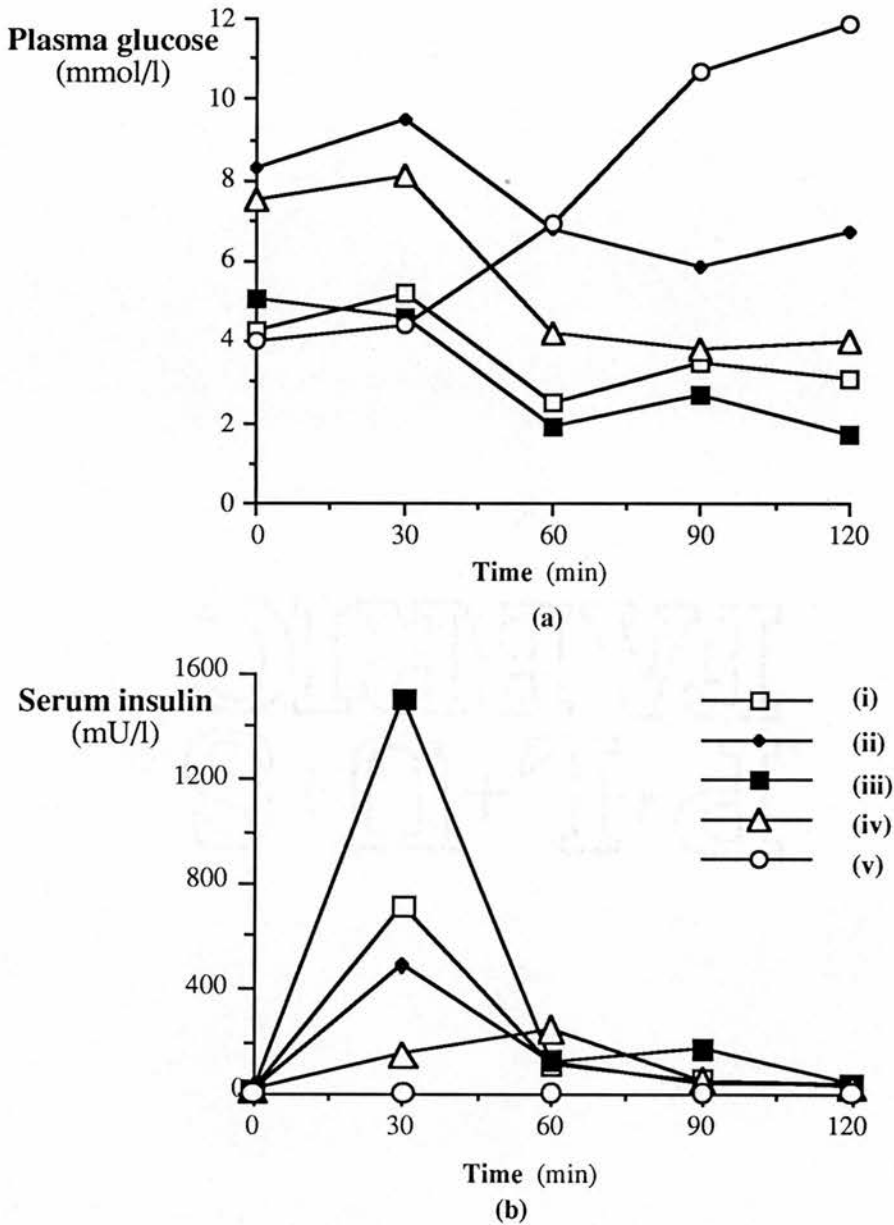 Plasma glucose
(mmol/l)
12
10
8
6
4
2
0
0 30 60 90 120
Time (min)
(a)
Serum insulin
(mU/l)
1600
1200
800
400
0
(i)
(ii)
(iii)
(iv)
(v)
0 30 60 90 120
Time (min)
(b)